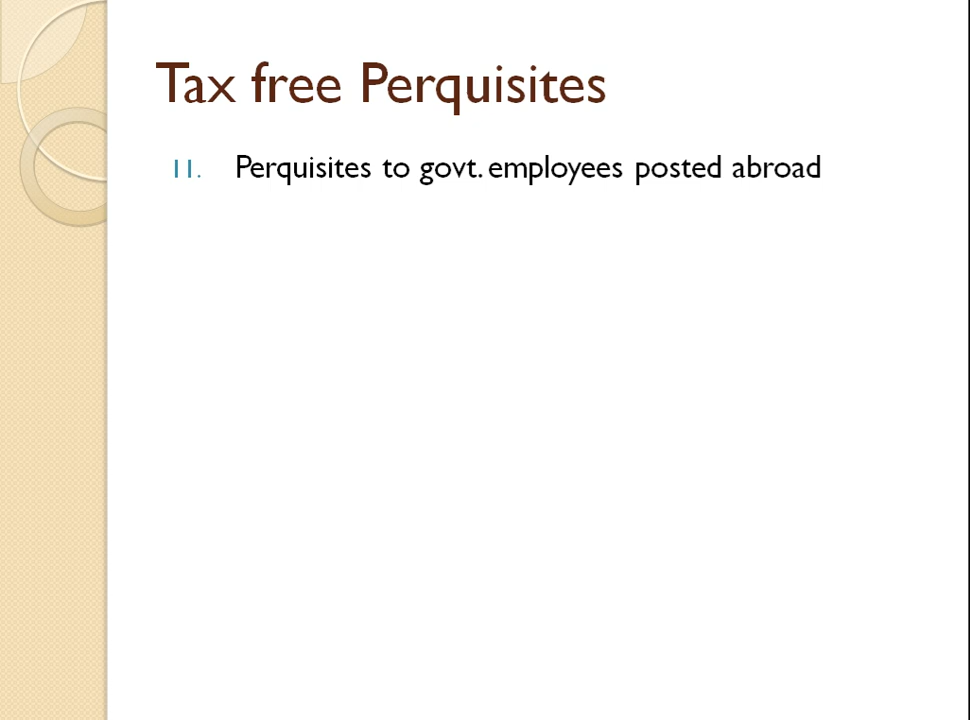 Tax free Perquisites
11. Perquisites to govt. employees posted abroad